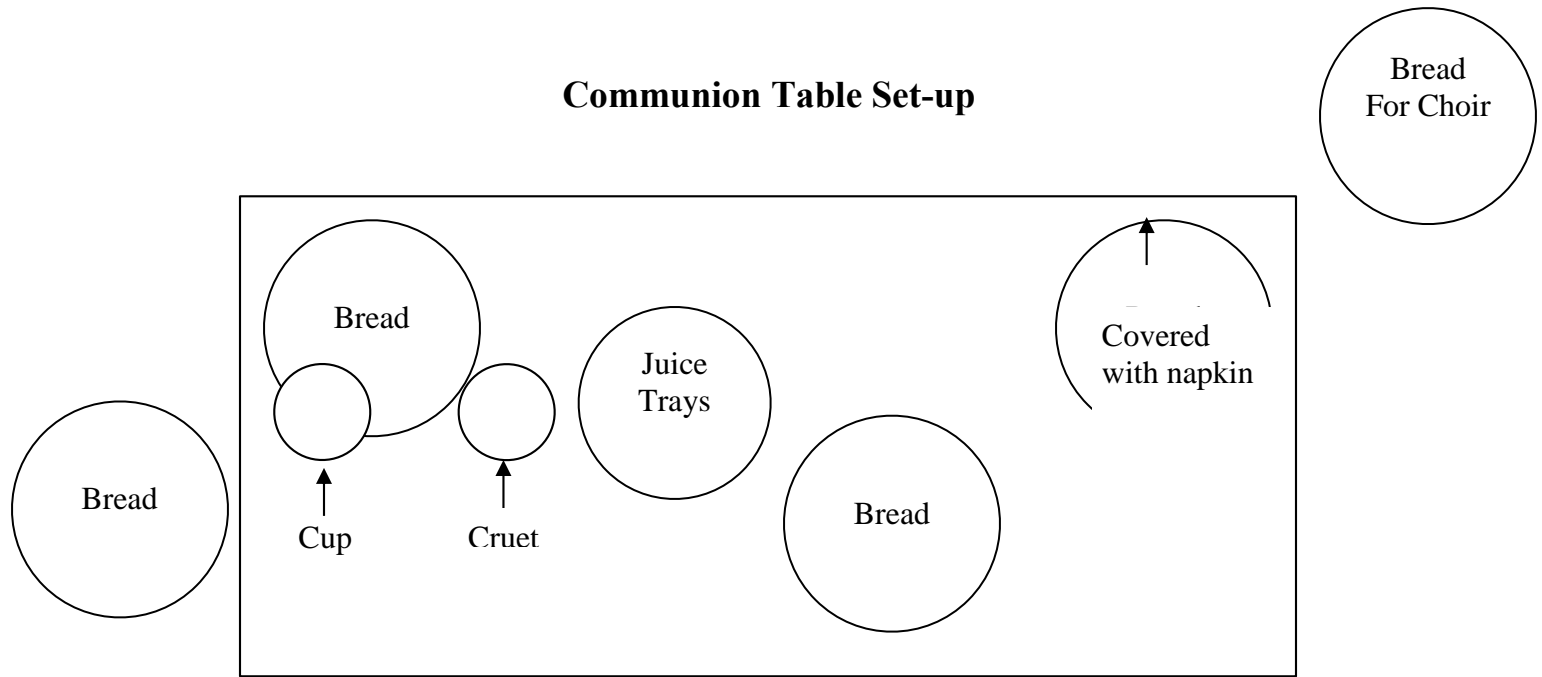 Bread
For Choir
Communion Table Set-up
Bread
Juice
Trays
Covered
with napkin
Bread
Bread
Cup
Cruet